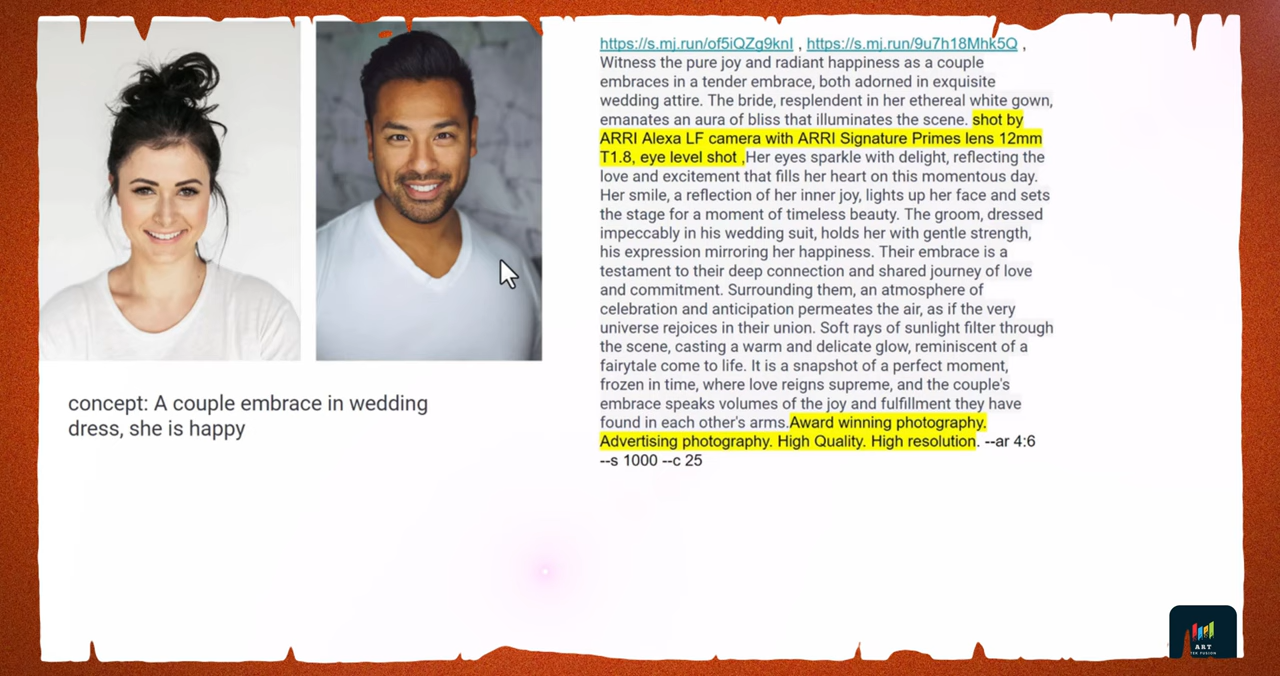 https://s.mj.run/of5iQZg9knI , https://s.mj.run/9u7h18Mhk5Q ,
Witness the pure joy and radiant happiness as a couple
embraces in a tender embrace, both adorned in exquisite
wedding attire. The bride, resplendent in her ethereal white gown,
emanates an aura of bliss that illuminates the scene. shot by
ARRI Alexa LF camera with ARRI Signature Primes lens 12mm
T1.8, eye level shot ,Her eyes sparkle with delight, reflecting the
love and excitement that fills her heart on this momentous day.
Her smile, a reflection of her inner joy, lights up her face and sets
the stage for a moment of timeless beauty. The groom, dressed
impeccably in his wedding suit, holds her with gentle strength,
his expression mirroring her happiness. Their embrace is a
testament to their deep connection and shared journey of love
and commitment. Surrounding them, an atmosphere of
celebration and anticipation permeates the air, as if the very
universe rejoices in their union. Soft rays of sunlight filter through
the scene, casting a warm and delicate glow, reminiscent of a
fairytale come to life. It is a snapshot of a perfect moment,
frozen in time, where love reigns supreme, and the couple's
embrace speaks volumes of the joy and fulfillment they have
found in each other's arms.Award winning photography.
Advertising photography. High Quality. High resolution. --ar 4:6
--s 1000 --c 25
concept: A couple embrace in wedding
dress, she is happy
ART
FUSION